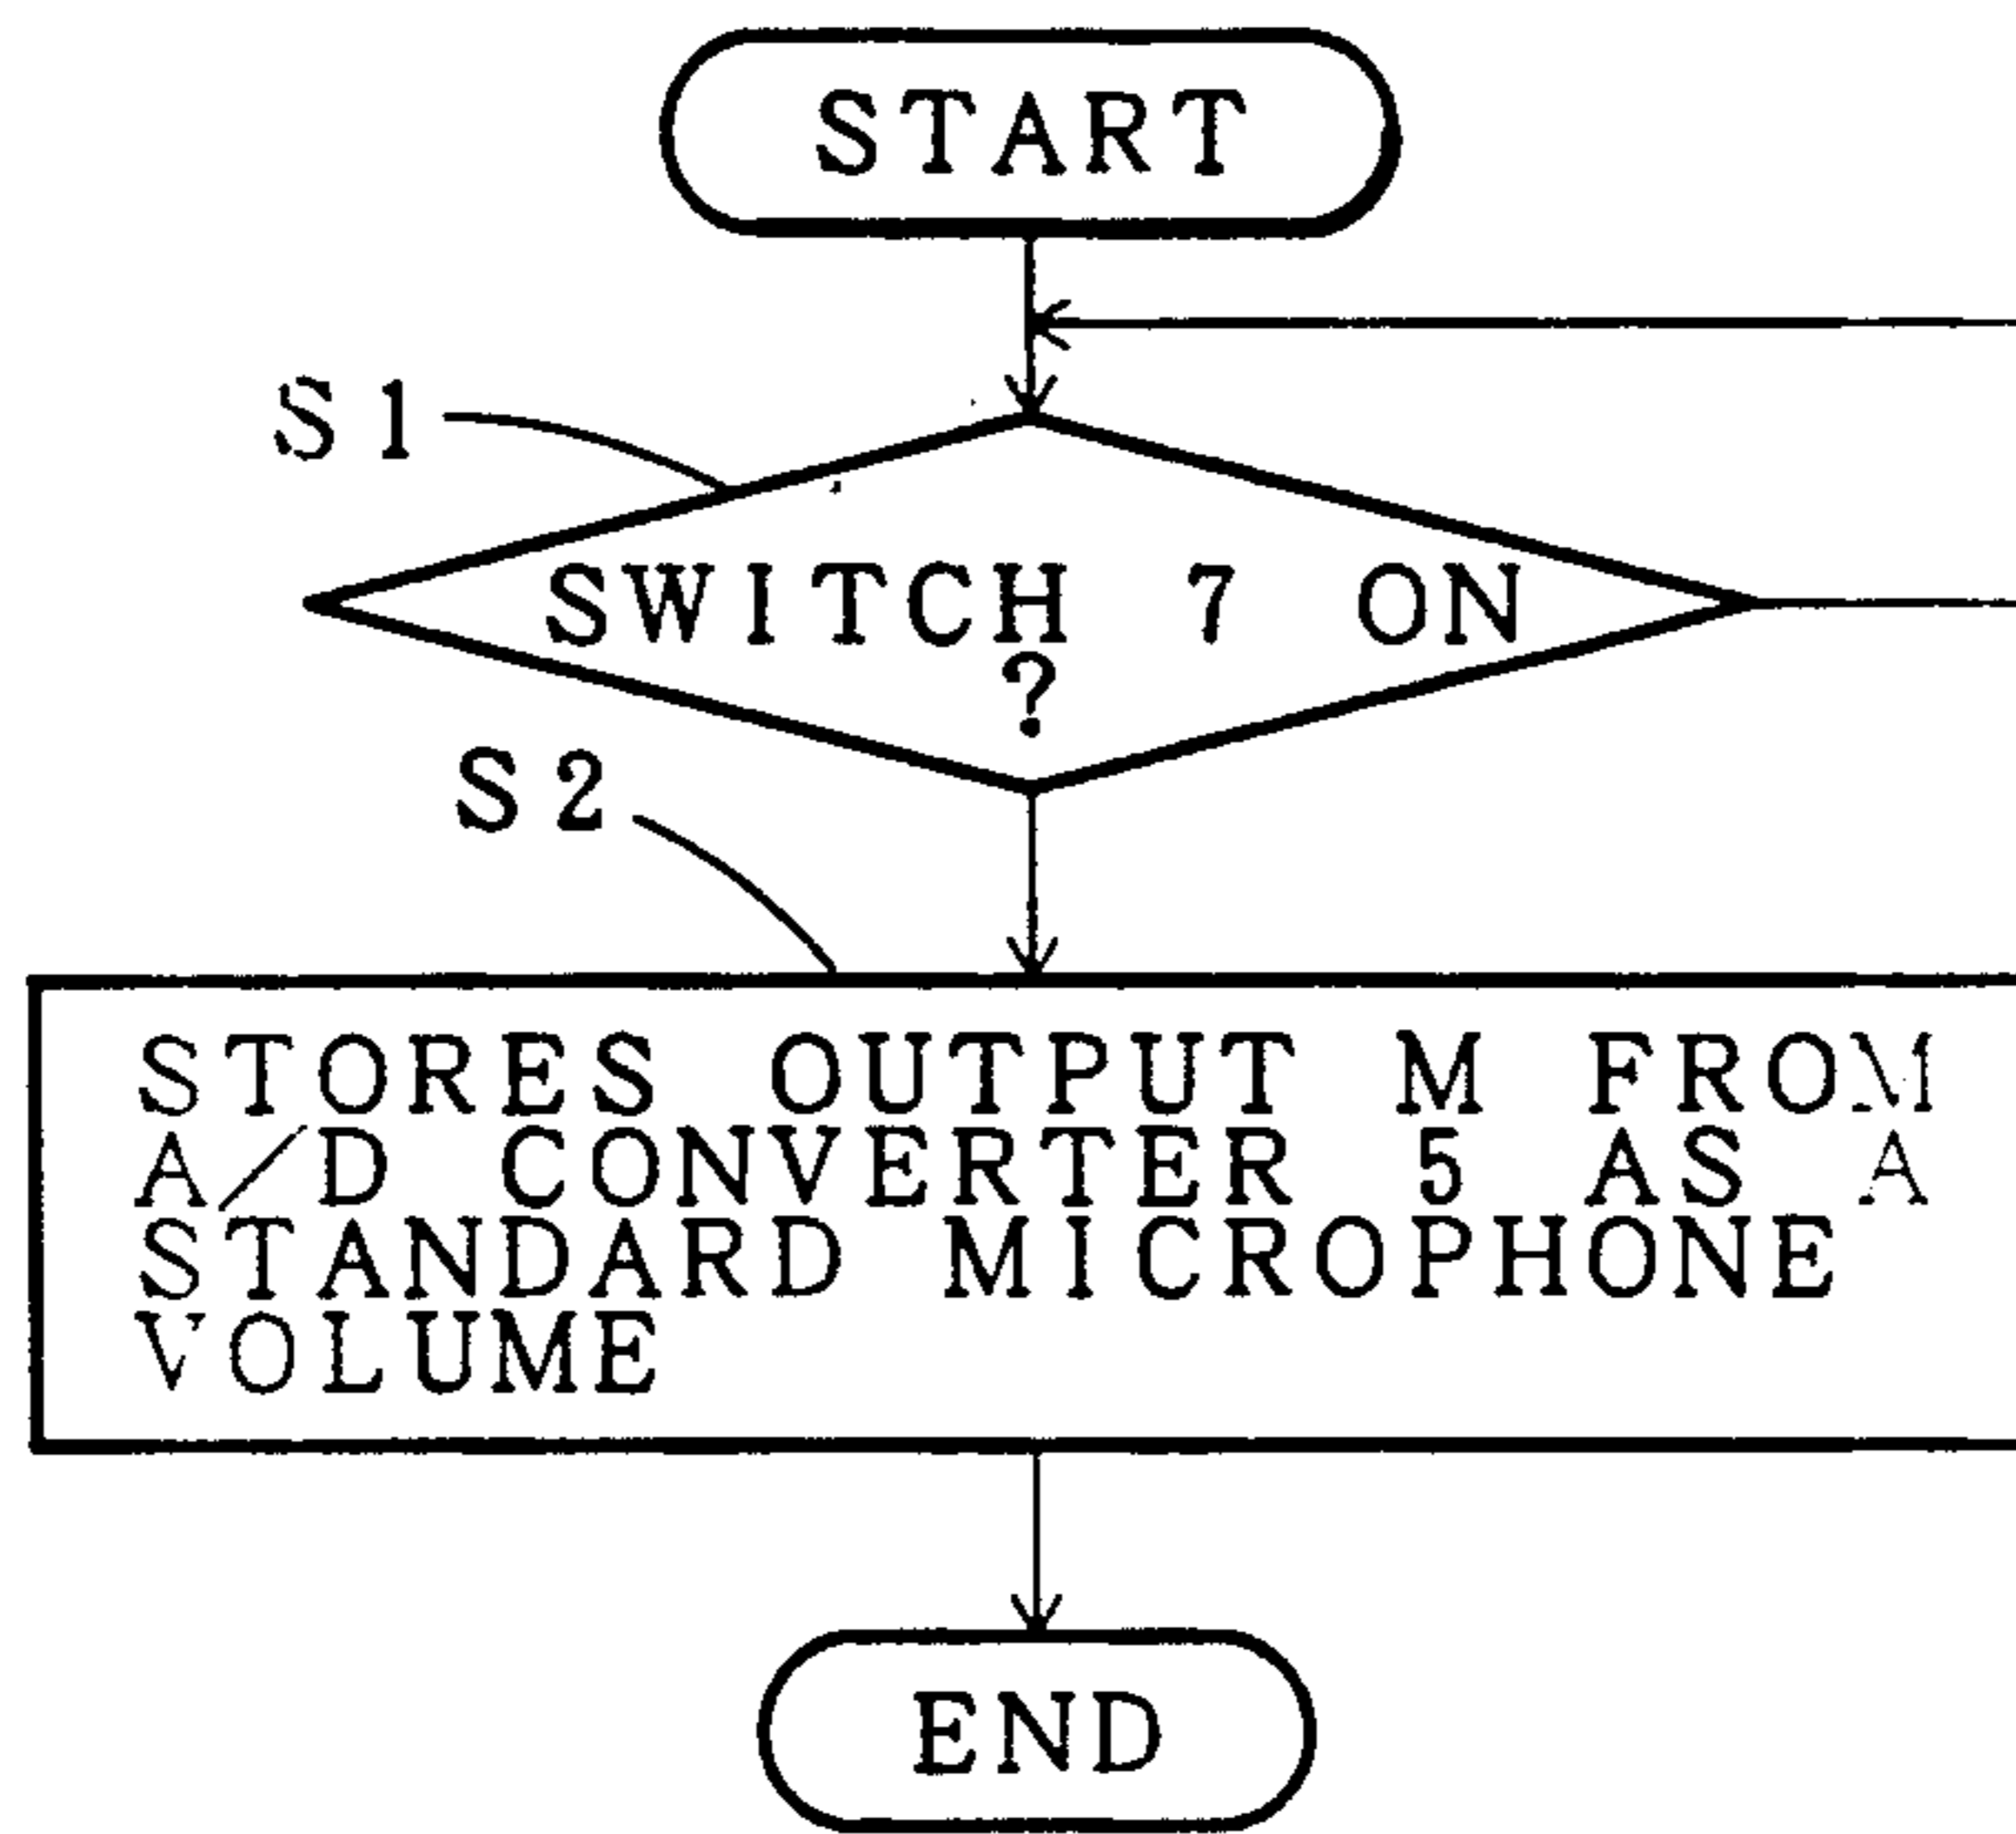 START
S1
SWITCH 7 ON
?
S2
STORES OUTPUT M FROM
A/D CONVERTER 5 AS A
STANDARD MICROPHONE
VOLUME
END